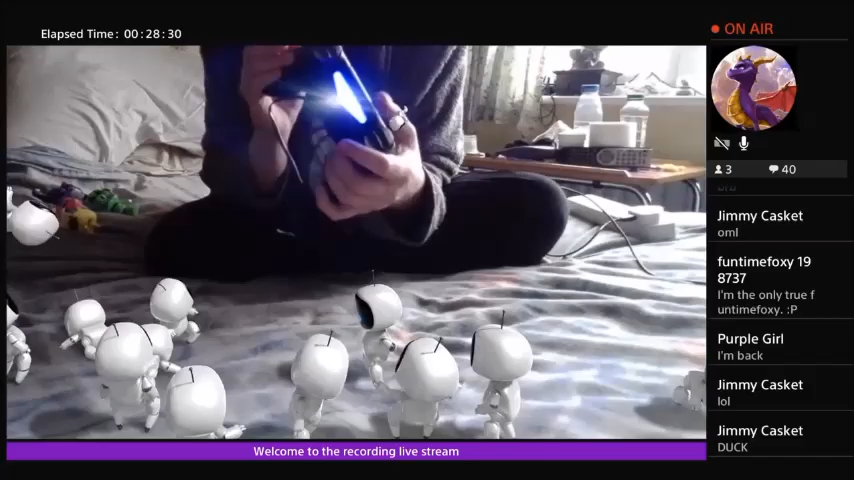 Elapsed Time: 00:28:30
ON AIR
3 40
Jimmy Casket
oml
funtimefoxy 19
8737
I'm the only true f
untimefoxy. :P
Purple Girl
I'm back
Jimmy Casket
lol
Jimmy Casket
DUCK
Welcome to the recording live stream